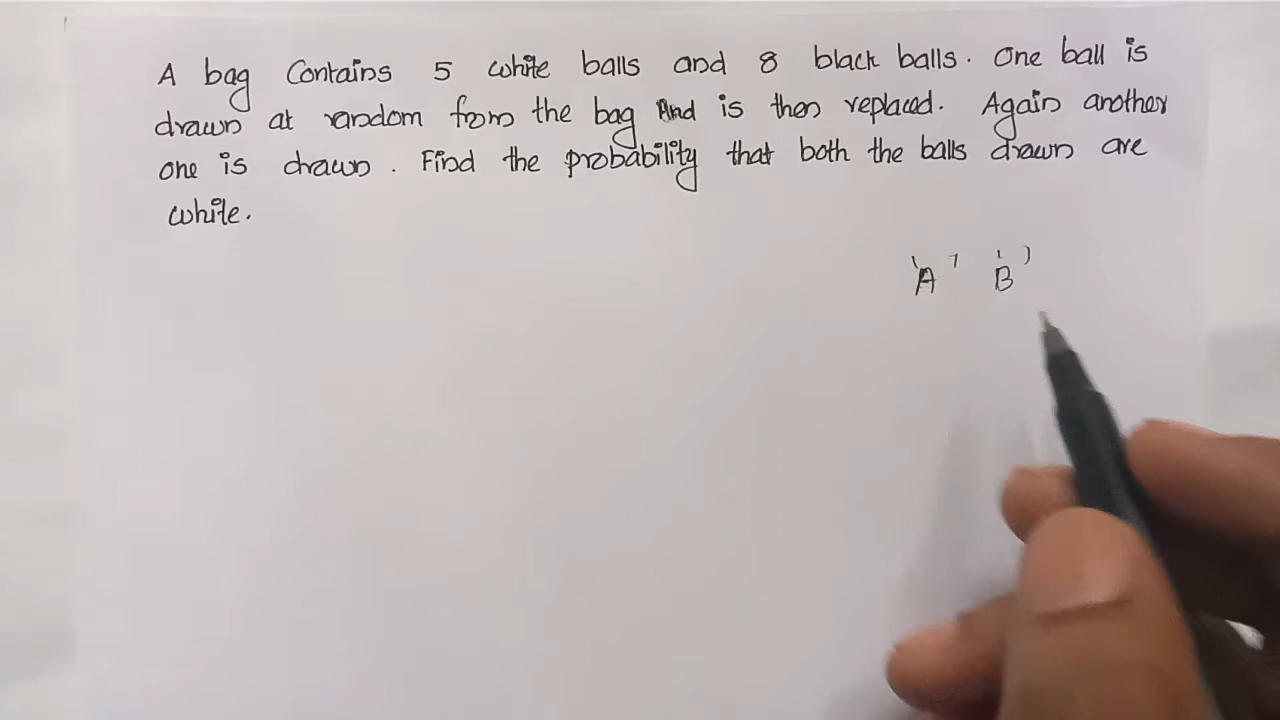 A bag Contains 5 white balls and 8 black balls. One ball is
drawn at random from the bag And is then replaced. Again another
one is drawn. Find the probability that both the balls drawn are
white.
'A' 'B'